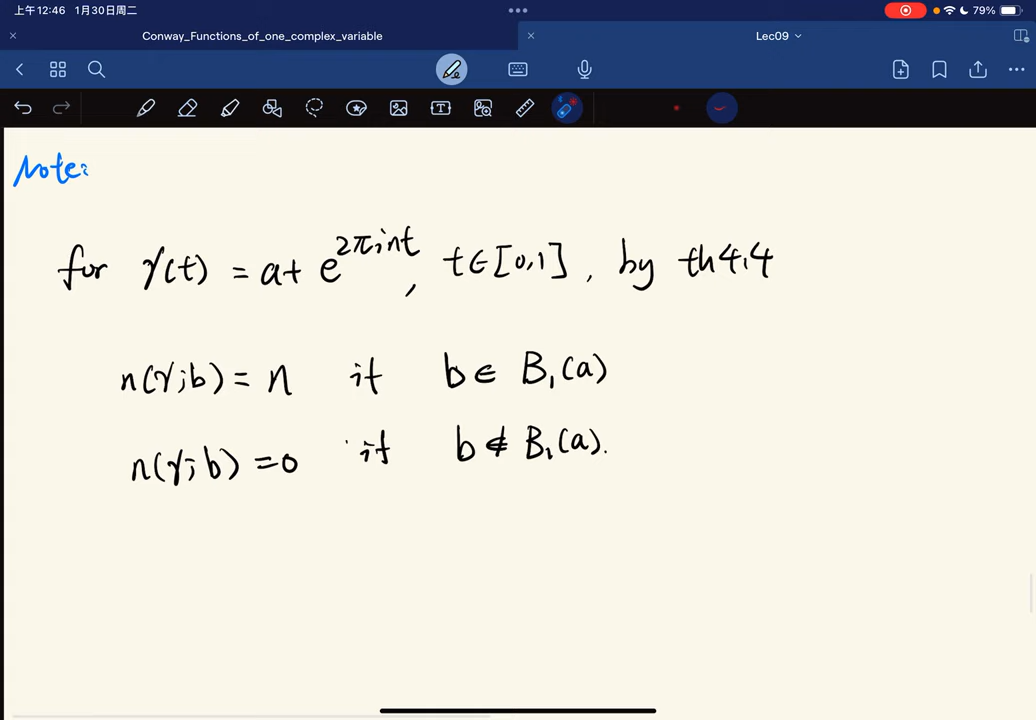 上午12:46 1月30日周二
79%
Conway_Functions_of_one_complex_variable
Lec09
Note:
for γ(t) = a+ e^{2πint}, t∈[0,1], by th4.4
n(γ;b) = n if b∈ B₁(a)
n(γ;b) =0 if b∉ B₁(a).